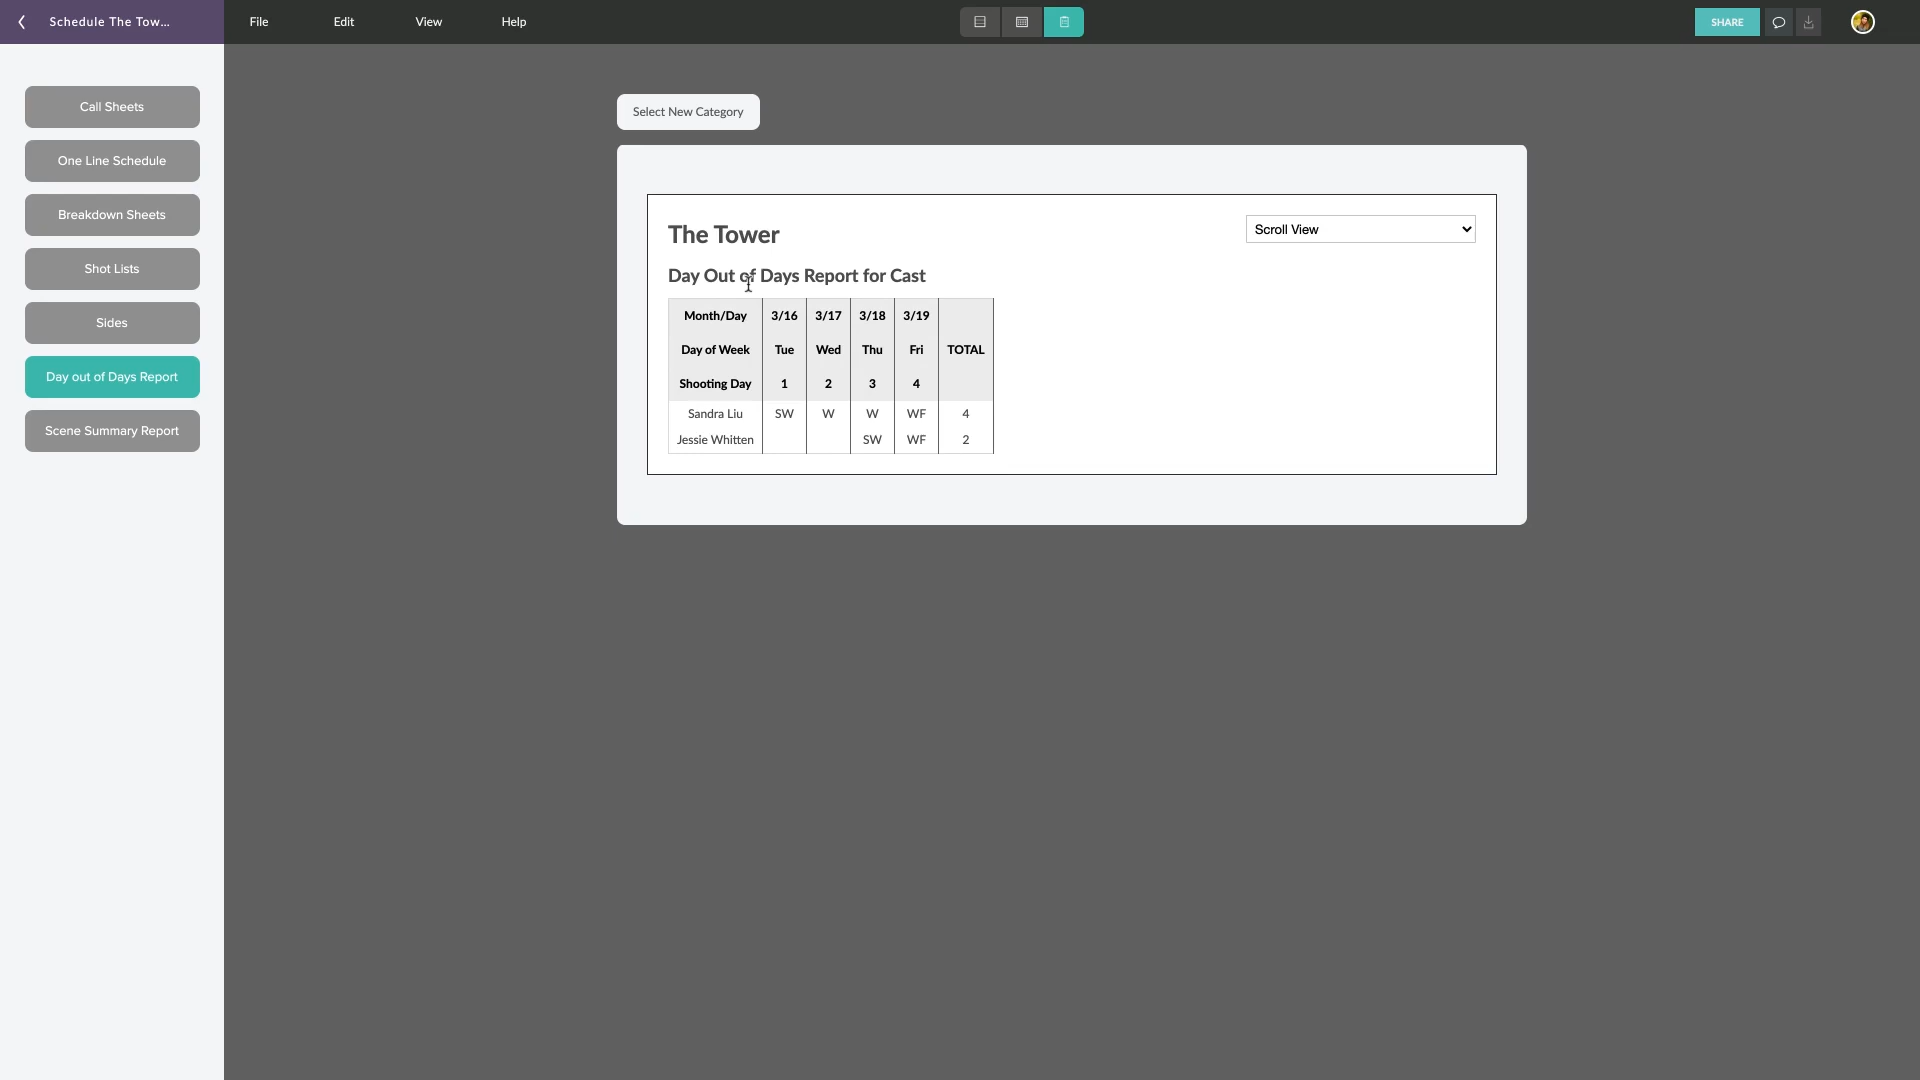 Schedule The Tow...
File Edit View Help
SHARE
Call Sheets
One Line Schedule
Breakdown Sheets
Shot Lists
Sides
Day out of Days Report
Scene Summary Report
Select New Category
The Tower
Scroll View
Day Out of Days Report for Cast
Month/Day 3/16 3/17 3/18 3/19
Day of Week Tue Wed Thu Fri TOTAL
Shooting Day 1 2 3 4
Sandra Liu SW W W WF 4
Jessie Whitten SW WF 2